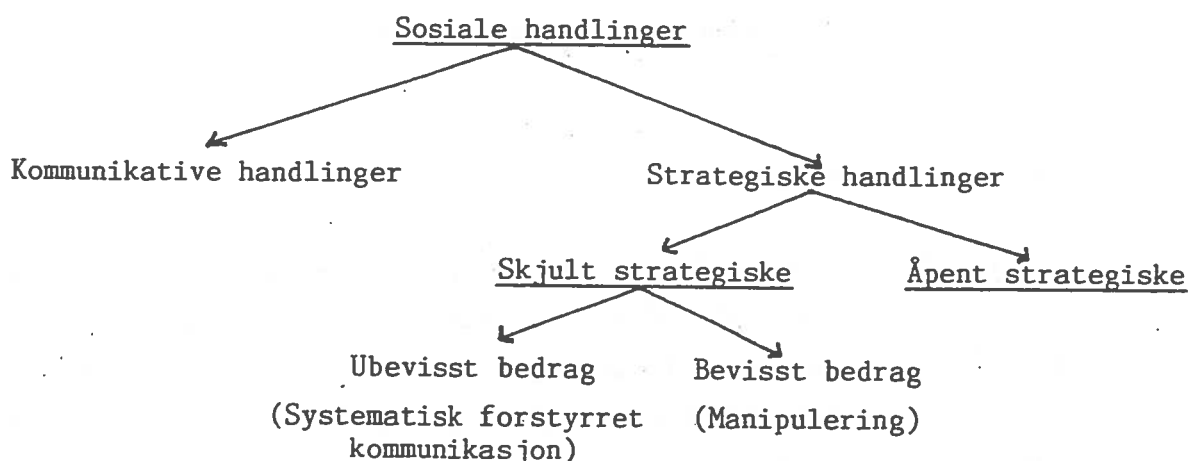 Sosiale handlinger
Kommunikative handlinger
Strategiske handlinger
Skjult strategiske
Åpent strategiske
Ubevisst bedrag
Bevisst bedrag
(Systematisk forstyrret
kommunikasjon)
(Manipulering)